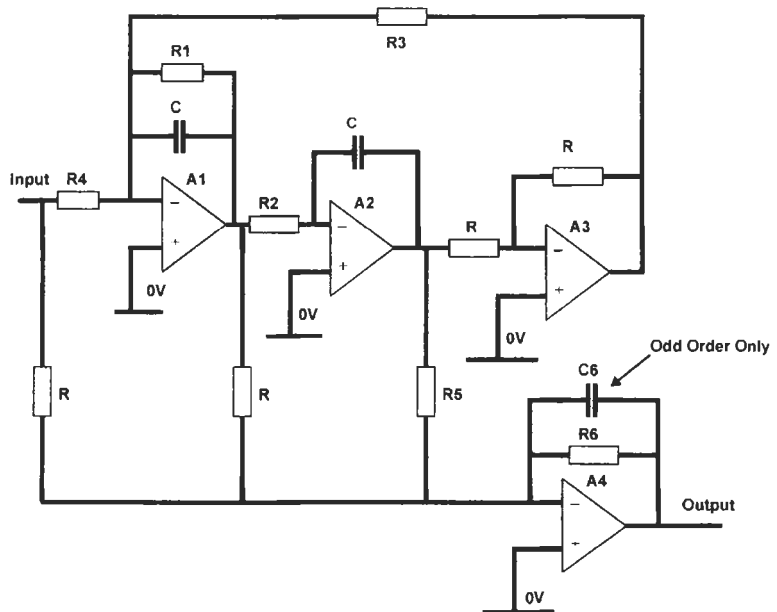 R3
R1
C
C
R
Input
R4
A1
A2
A3
R2
R
−
+
−
+
−
+
0V
0V
0V
Odd Order Only
C6
R
R
R5
R6
A4
Output
−
+
0V